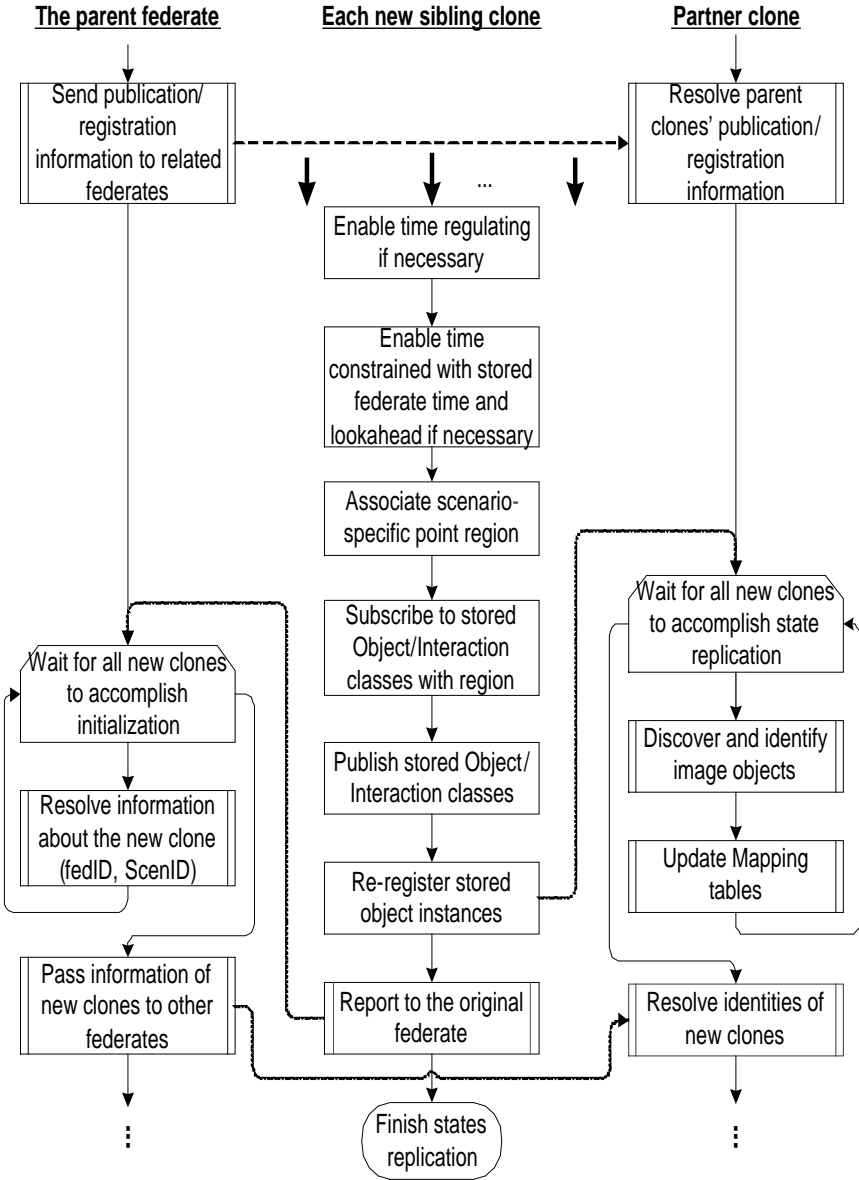 The parent federate
Each new sibling clone
Partner clone
Send publication/
registration
information to related
federates
Resolve parent
clones' publication/
registration
information
...
Enable time regulating
if necessary
Enable time
constrained with stored
federate time and
lookahead if necessary
Associate scenario-
specific point region
Subscribe to stored
Object/Interaction
classes with region
Publish stored Object/
Interaction classes
Re-register stored
object instances
Report to the original
federate
Finish states
replication
Wait for all new clones
to accomplish
initialization
Resolve information
about the new clone
(fedID, ScenID)
Pass information of
new clones to other
federates
...
Wait for all new clones
to accomplish state
replication
Discover and identify
image objects
Update Mapping
tables
Resolve identities of
new clones
...